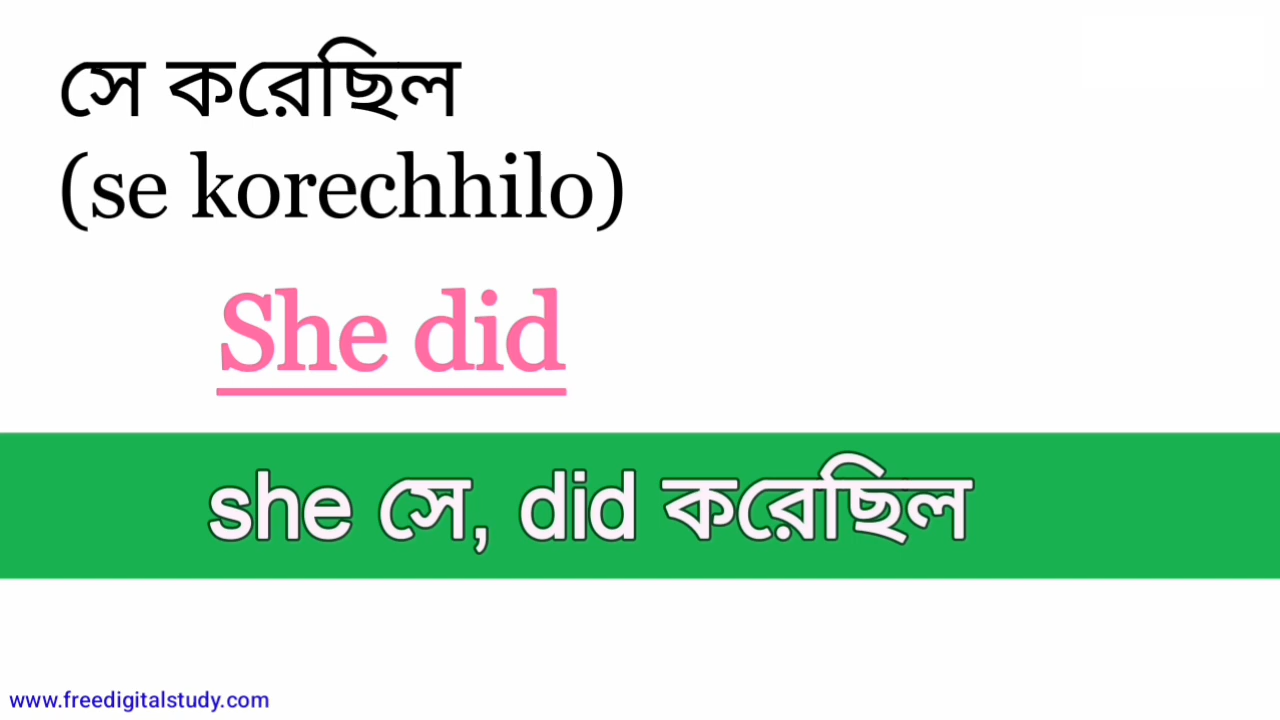 সে করেছিল
(se korechhilo)
She did
she সে, did করেছিল
www.freedigitalstudy.com